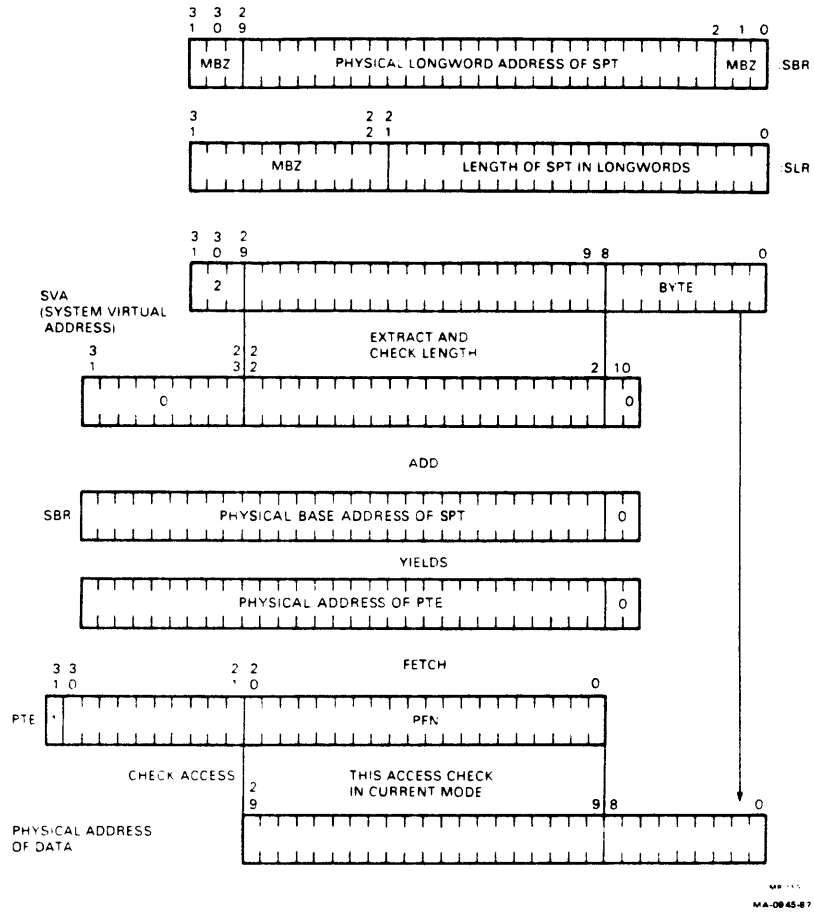 3 3 2
1 0 9 2 1 0
MBZ PHYSICAL LONGWORD ADDRESS OF SPT MBZ :SBR
3 2 2
1 2 1 0
MBZ LENGTH OF SPT IN LONGWORDS :SLR
3 3 2
1 0 9 9 8 0
2 BYTE
SVA
(SYSTEM VIRTUAL
ADDRESS)
EXTRACT AND
CHECK LENGTH
3 2 2
1 3 2 2 10
0 0
ADD
SBR PHYSICAL BASE ADDRESS OF SPT 0
YIELDS
PHYSICAL ADDRESS OF PTE 0
FETCH
3 3 2 2
1 0 1 0 0
PTE 1 PFN
CHECK ACCESS
THIS ACCESS CHECK
IN CURRENT MODE
2
9 9 8 0
PHYSICAL ADDRESS
OF DATA
MA-0945-87